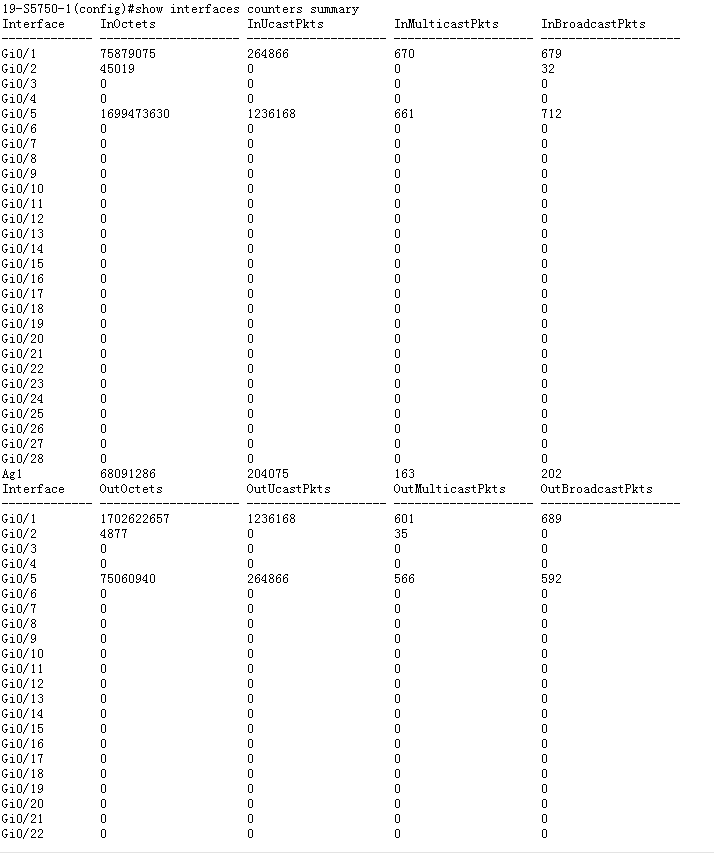 19-S5750-1(config)#show interfaces counters summary
Interface    InOctets             InUcastPkts          InMulticastPkts      InBroadcastPkts
------------- -------------------- -------------------- -------------------- --------------------
Gi0/1        75879075             264866               670                  679
Gi0/2        45019                0                    0                    32
Gi0/3        0                    0                    0                    0
Gi0/4        0                    0                    0                    0
Gi0/5        1699473630           1236168              661                  712
Gi0/6        0                    0                    0                    0
Gi0/7        0                    0                    0                    0
Gi0/8        0                    0                    0                    0
Gi0/9        0                    0                    0                    0
Gi0/10       0                    0                    0                    0
Gi0/11       0                    0                    0                    0
Gi0/12       0                    0                    0                    0
Gi0/13       0                    0                    0                    0
Gi0/14       0                    0                    0                    0
Gi0/15       0                    0                    0                    0
Gi0/16       0                    0                    0                    0
Gi0/17       0                    0                    0                    0
Gi0/18       0                    0                    0                    0
Gi0/19       0                    0                    0                    0
Gi0/20       0                    0                    0                    0
Gi0/21       0                    0                    0                    0
Gi0/22       0                    0                    0                    0
Gi0/23       0                    0                    0                    0
Gi0/24       0                    0                    0                    0
Gi0/25       0                    0                    0                    0
Gi0/26       0                    0                    0                    0
Gi0/27       0                    0                    0                    0
Gi0/28       0                    0                    0                    0
Ag1          68091286             204075               163                  202
Interface    OutOctets            OutUcastPkts         OutMulticastPkts     OutBroadcastPkts
------------- -------------------- -------------------- -------------------- --------------------
Gi0/1        1702622657           1236168              601                  689
Gi0/2        4877                 0                    35                   0
Gi0/3        0                    0                    0                    0
Gi0/4        0                    0                    0                    0
Gi0/5        75060940             264866               566                  592
Gi0/6        0                    0                    0                    0
Gi0/7        0                    0                    0                    0
Gi0/8        0                    0                    0                    0
Gi0/9        0                    0                    0                    0
Gi0/10       0                    0                    0                    0
Gi0/11       0                    0                    0                    0
Gi0/12       0                    0                    0                    0
Gi0/13       0                    0                    0                    0
Gi0/14       0                    0                    0                    0
Gi0/15       0                    0                    0                    0
Gi0/16       0                    0                    0                    0
Gi0/17       0                    0                    0                    0
Gi0/18       0                    0                    0                    0
Gi0/19       0                    0                    0                    0
Gi0/20       0                    0                    0                    0
Gi0/21       0                    0                    0                    0
Gi0/22       0                    0                    0                    0